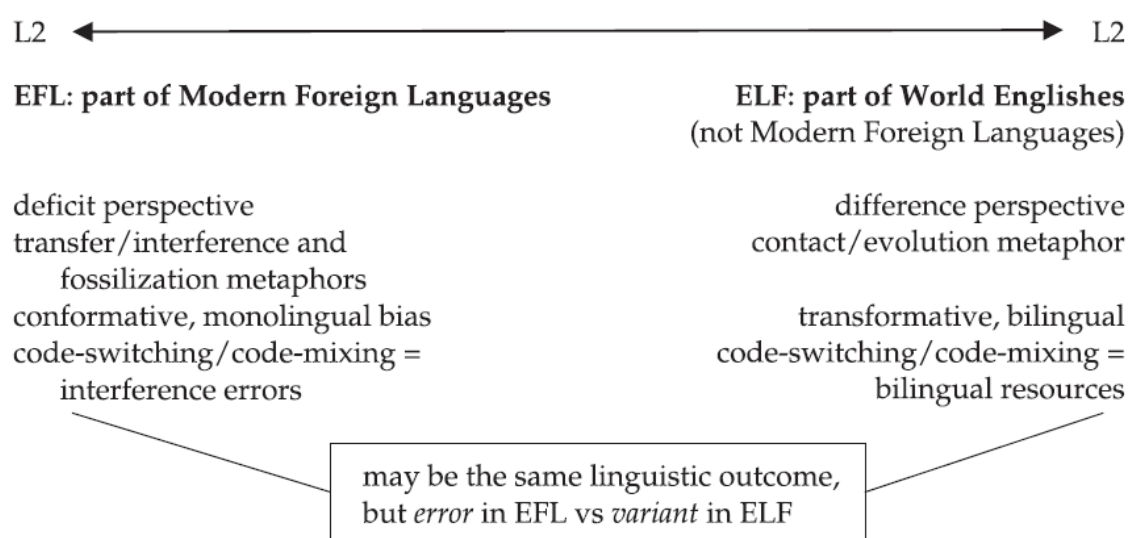 L2 L2
EFL: part of Modern Foreign Languages
ELF: part of World Englishes
(not Modern Foreign Languages)
deficit perspective
transfer/interference and
fossilization metaphors
conformative, monolingual bias
code-switching/code-mixing =
interference errors
difference perspective
contact/evolution metaphor
transformative, bilingual
code-switching/code-mixing =
bilingual resources
may be the same linguistic outcome,
but error in EFL vs variant in ELF